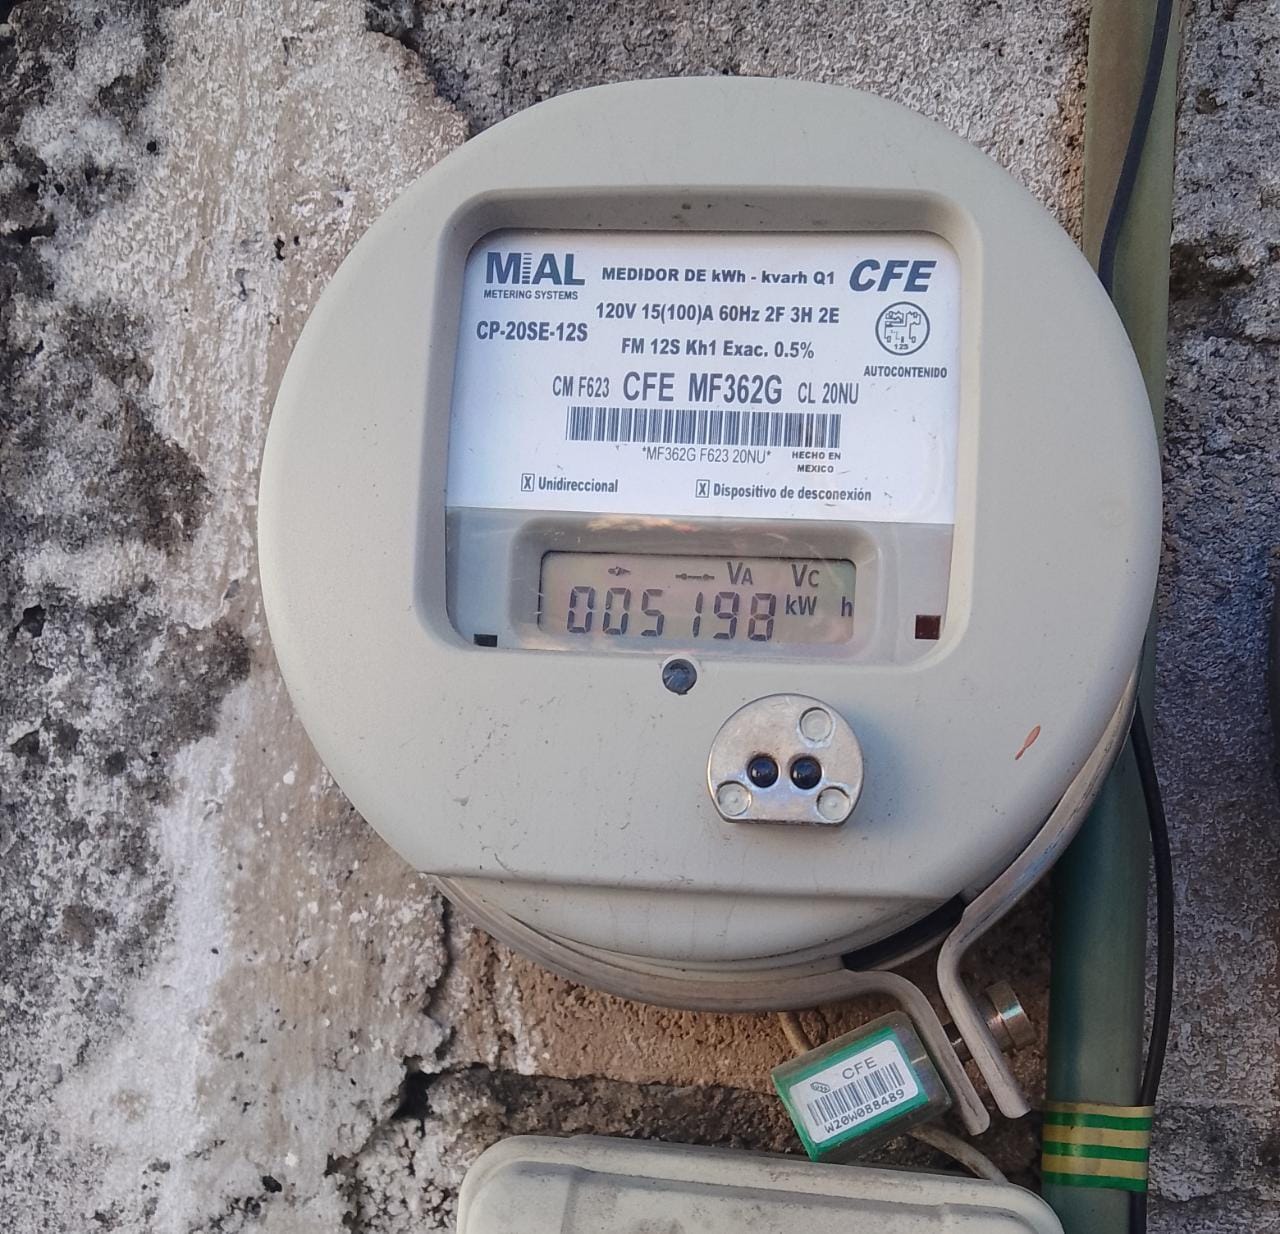 MIAL
METERING SYSTEMS
MEDIDOR DE kWh - kvarh Q1
CFE
120V 15(100)A 60Hz 2F 3H 2E
CP-20SE-12S
FM 12S Kh1 Exac. 0.5%
12S
AUTOCONTENIDO
CM F623 CFE MF362G CL 20NU
*MF362G F623 20NU*
HECHO EN
MEXICO
X Unidireccional
X Dispositivo de desconexión
VA VC
005198 kW h
CFE
W20W088489